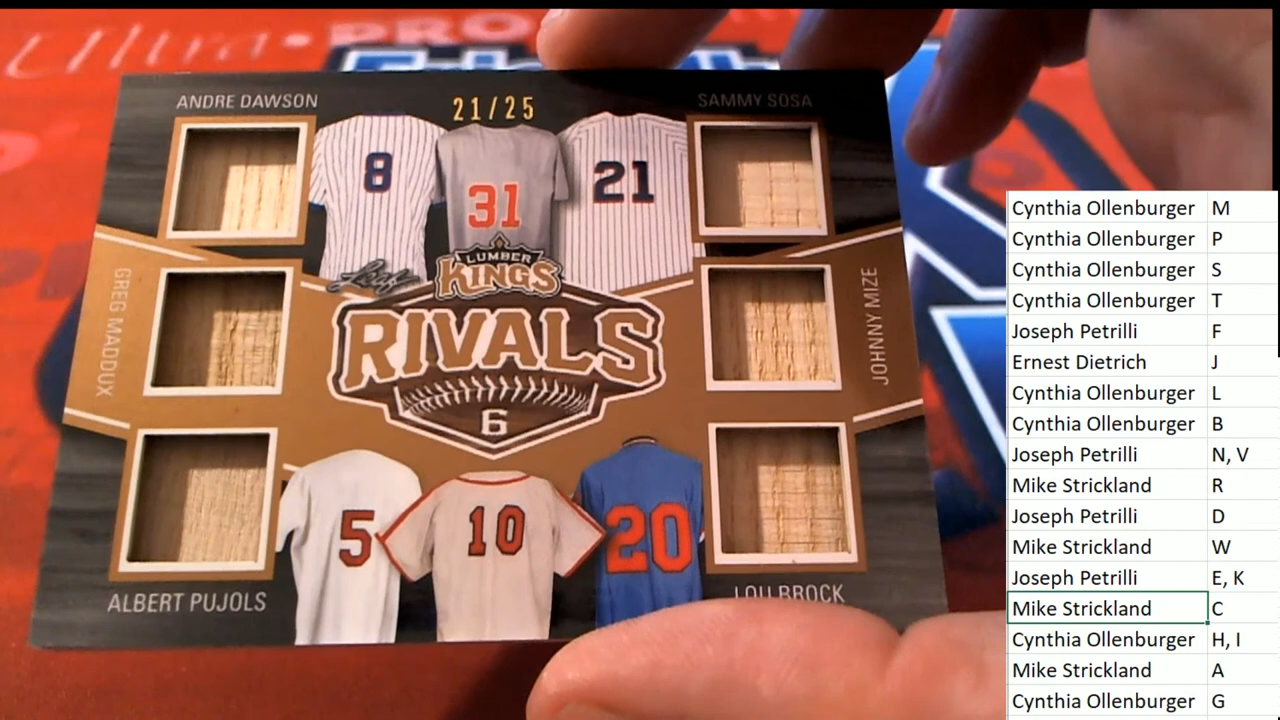 Ultra PRO
ANDRE DAWSON
21/25
SAMMY SOSA
8
31
21
Leaf
LUMBER
KINGS
GREG MADDUX
RIVALS
6
JOHNNY MIZE
5
10
20
ALBERT PUJOLS
LOU BROCK
Cynthia Ollenburger M
Cynthia Ollenburger P
Cynthia Ollenburger S
Cynthia Ollenburger T
Joseph Petrilli F
Ernest Dietrich J
Cynthia Ollenburger L
Cynthia Ollenburger B
Joseph Petrilli N, V
Mike Strickland R
Joseph Petrilli D
Mike Strickland W
Joseph Petrilli E, K
Mike Strickland C
Cynthia Ollenburger H, I
Mike Strickland A
Cynthia Ollenburger G